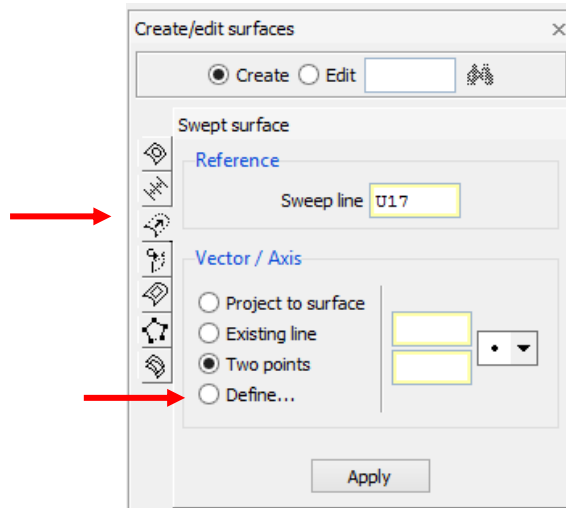 Create/edit surfaces
Create Edit
Swept surface
Reference
Sweep line U17
Vector / Axis
Project to surface
Existing line
Two points
Define...
Apply